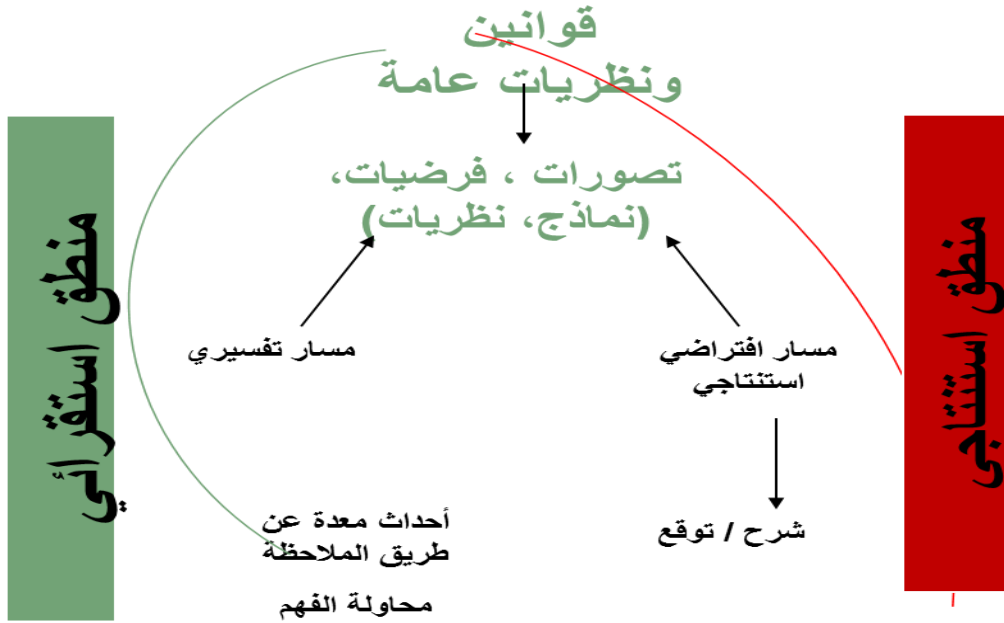 قوانين
ونظريات عامة
تصورات ، فرضيات،
(نماذج، نظريات)
منطق استنتاجي
منطق استقرائي
مسار افتراضي
استنتاجي
مسار تفسيري
شرح / توقع
أحداث معدة عن
طريق الملاحظة
محاولة الفهم